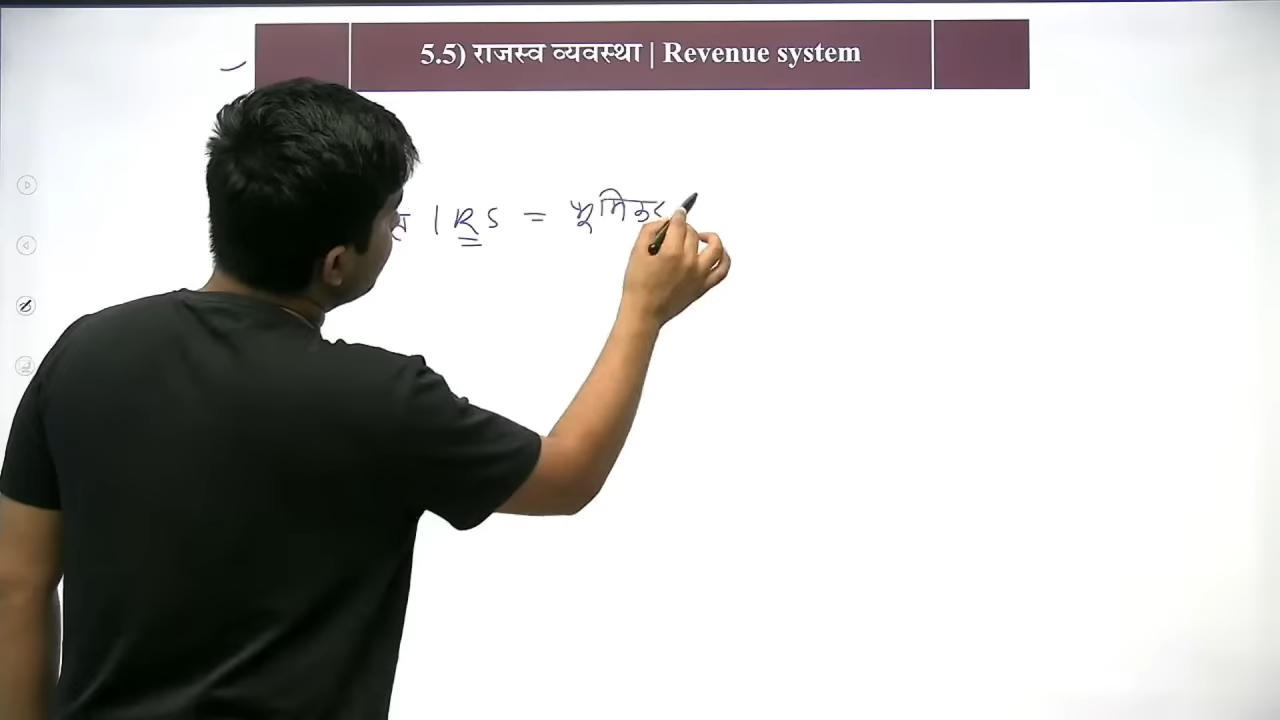 5.5) राजस्व व्यवस्था | Revenue system
| RS = भूमिकर